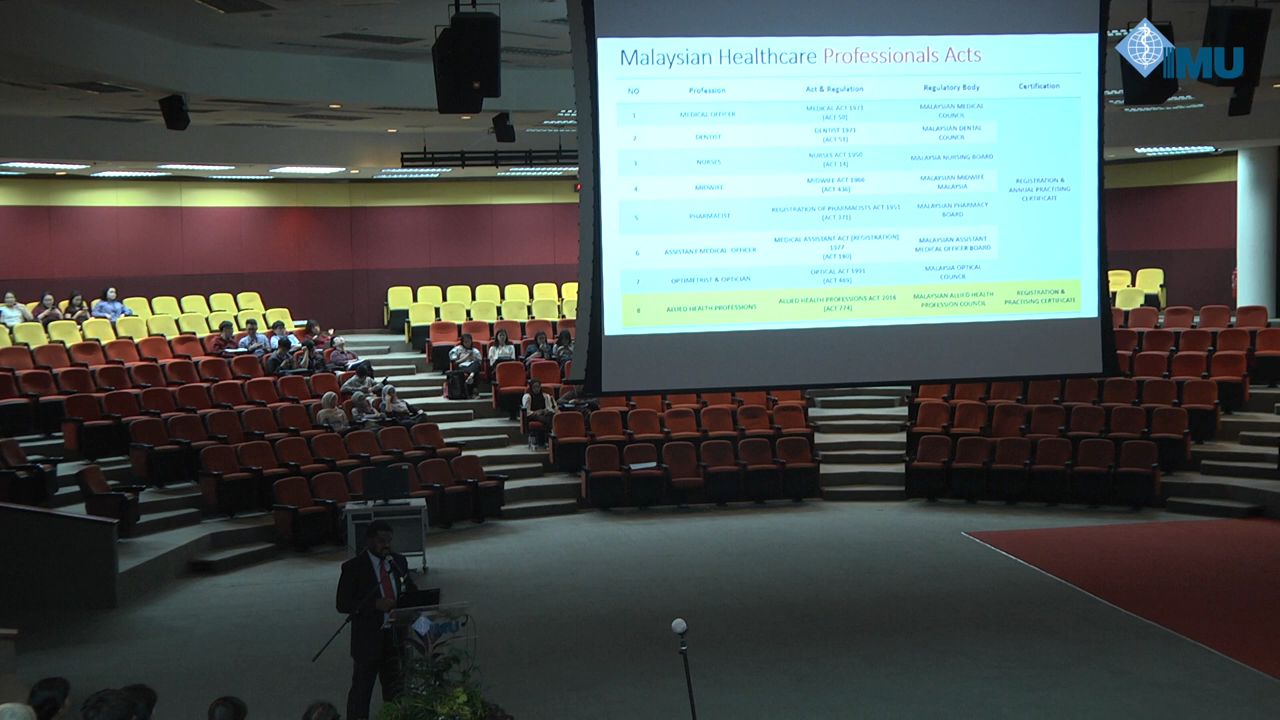 IMU
Malaysian Healthcare Professionals Acts
NO Profession Act & Regulation Regulatory Body Certification
1 MEDICAL OFFICER MEDICAL ACT 1971 [ACT 50] MALAYSIAN MEDICAL COUNCIL
2 DENTIST DENTIST 1971 [ACT 51] MALAYSIAN DENTAL COUNCIL
3 NURSES NURSES ACT 1950 [ACT 14] MALAYSIA NURSING BOARD
4 MIDWIFE MIDWIFE ACT 1966 [ACT 436] MALAYSIAN MIDWIFE MALAYSIA
REGISTRATION & ANNUAL PRACTISING CERTIFICATE
5 PHARMACIST REGISTRATION OF PHARMACISTS ACT 1951 [ACT 371] MALAYSIAN PHARMACY BOARD
6 ASSISTANT MEDICAL OFFICER MEDICAL ASSISTANT ACT [REGISTRATION] 1977 [ACT 180] MALAYSIAN ASSISTANT MEDICAL OFFICER BOARD
7 OPTOMETRIST & OPTICIAN OPTICAL ACT 1991 [ACT 469] MALAYSIA OPTICAL COUNCIL
8 ALLIED HEALTH PROFESSIONS ALLIED HEALTH PROFESSIONS ACT 2016 [ACT 774] MALAYSIAN ALLIED HEALTH PROFESSION COUNCIL REGISTRATION & PRACTISING CERTIFICATE
IMU